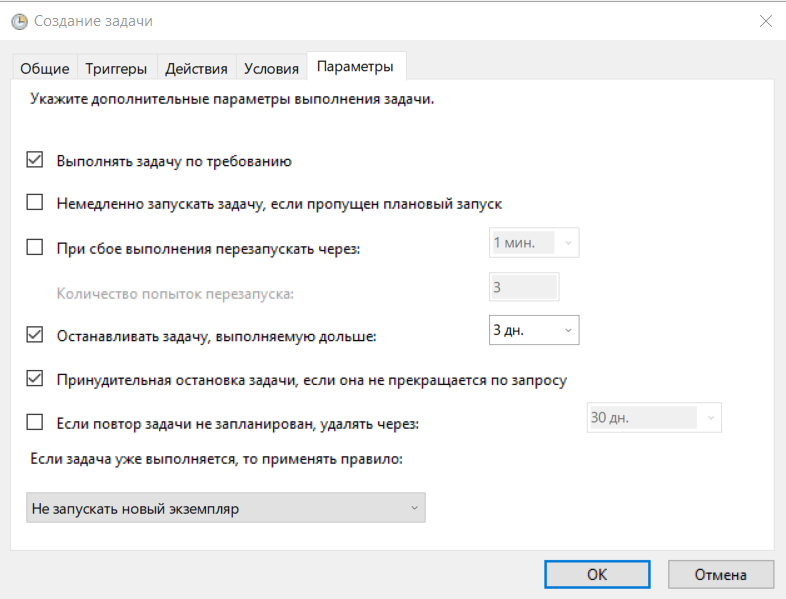 Создание задачи
Общие Триггеры Действия Условия Параметры
Укажите дополнительные параметры выполнения задачи.
Выполнять задачу по требованию
Немедленно запускать задачу, если пропущен плановый запуск
При сбое выполнения перезапускать через: 1 мин.
Количество попыток перезапуска: 3
Останавливать задачу, выполняемую дольше: 3 дн.
Принудительная остановка задачи, если она не прекращается по запросу
Если повтор задачи не запланирован, удалять через: 30 дн.
Если задача уже выполняется, то применять правило:
Не запускать новый экземпляр
ОК Отмена